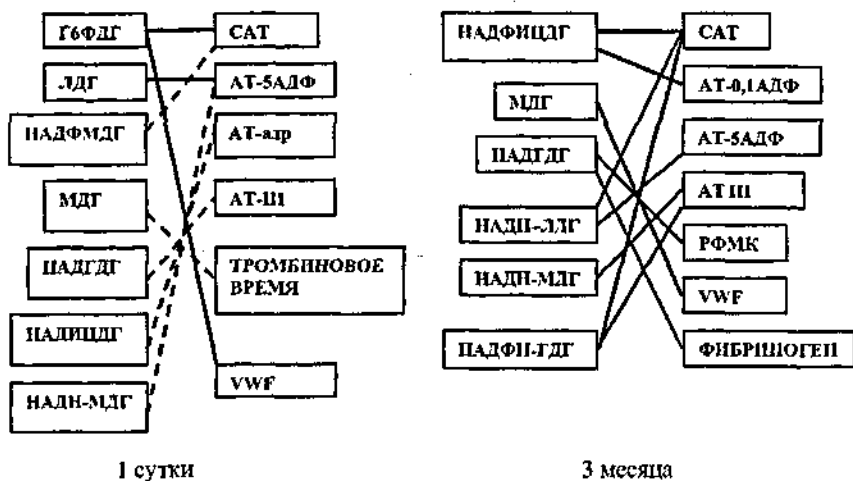 Г6ФДГ
ЛДГ
НАДФМДГ
МДГ
НАДГДГ
НАДИЦДГ
НАДН-МДГ
САТ
АТ-5АДФ
АТ-адр
АТ-III
ТРОМБИНОВОЕ
ВРЕМЯ
VWF
1 сутки
НАДФИЦДГ
МДГ
НАДГДГ
НАДН-ЛДГ
НАДН-МДГ
НАДФН-ГДГ
САТ
АТ-0,1АДФ
АТ-5АДФ
АТ III
РФМК
VWF
ФИБРИНОГЕН
3 месяца